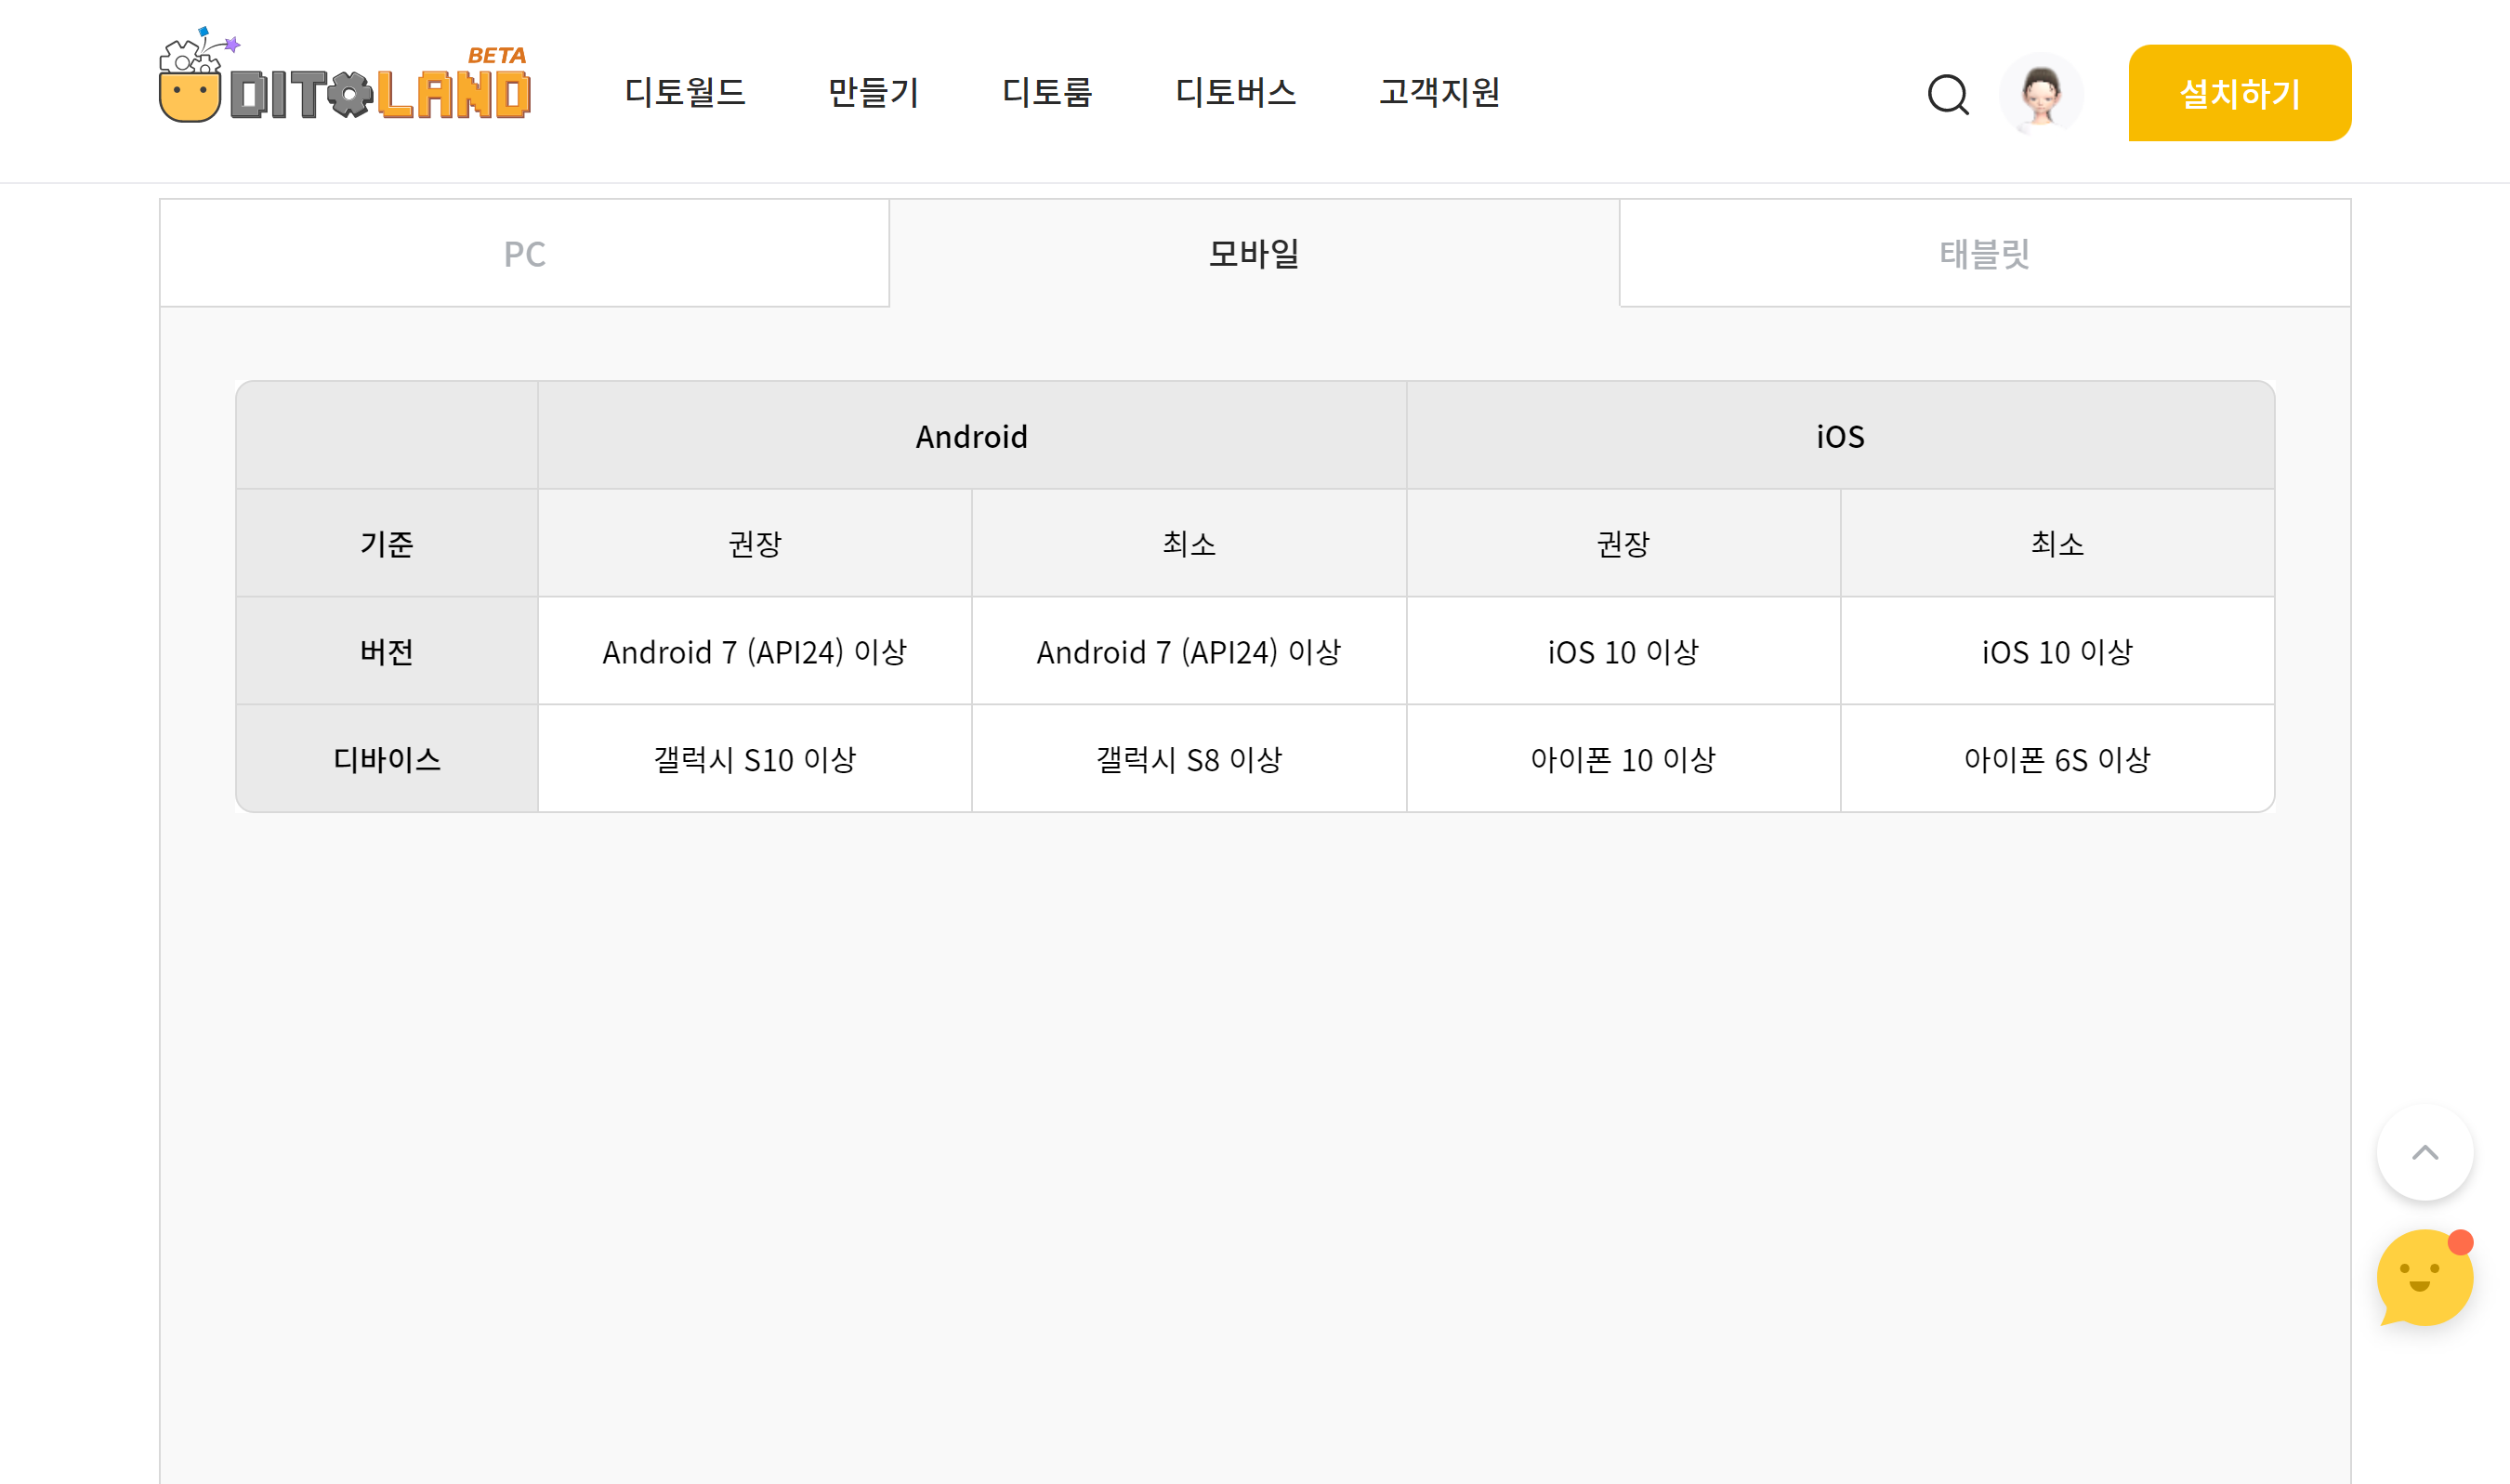 BETA
DITOLAND 디토월드 만들기 디토룸 디토버스 고객지원 설치하기
PC 모바일 태블릿
Android iOS
기준 권장 최소 권장 최소
버전 Android 7 (API24) 이상 Android 7 (API24) 이상 iOS 10 이상 iOS 10 이상
디바이스 갤럭시 S10 이상 갤럭시 S8 이상 아이폰 10 이상 아이폰 6S 이상